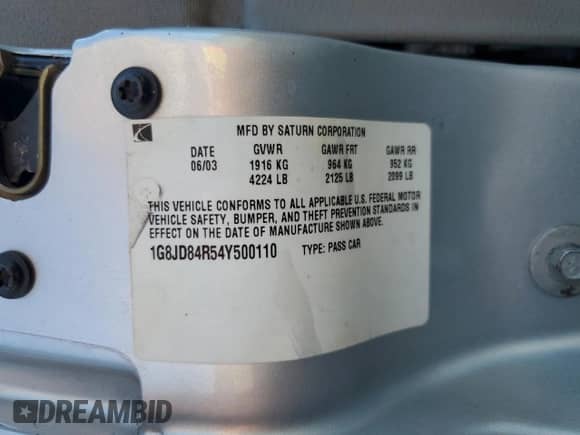 MFD BY SATURN CORPORATION
DATE GVWR GAWR FRT GAWR RR
06/03 1916 KG 964 KG 952 KG
4224 LB 2125 LB 2099 LB
THIS VEHICLE CONFORMS TO ALL APPLICABLE U.S. FEDERAL MOTOR
VEHICLE SAFETY, BUMPER, AND THEFT PREVENTION STANDARDS IN
EFFECT ON THE DATE OF MANUFACTURE SHOWN ABOVE.
1G8JD84R54Y500110 TYPE: PASS CAR
DREAMBID